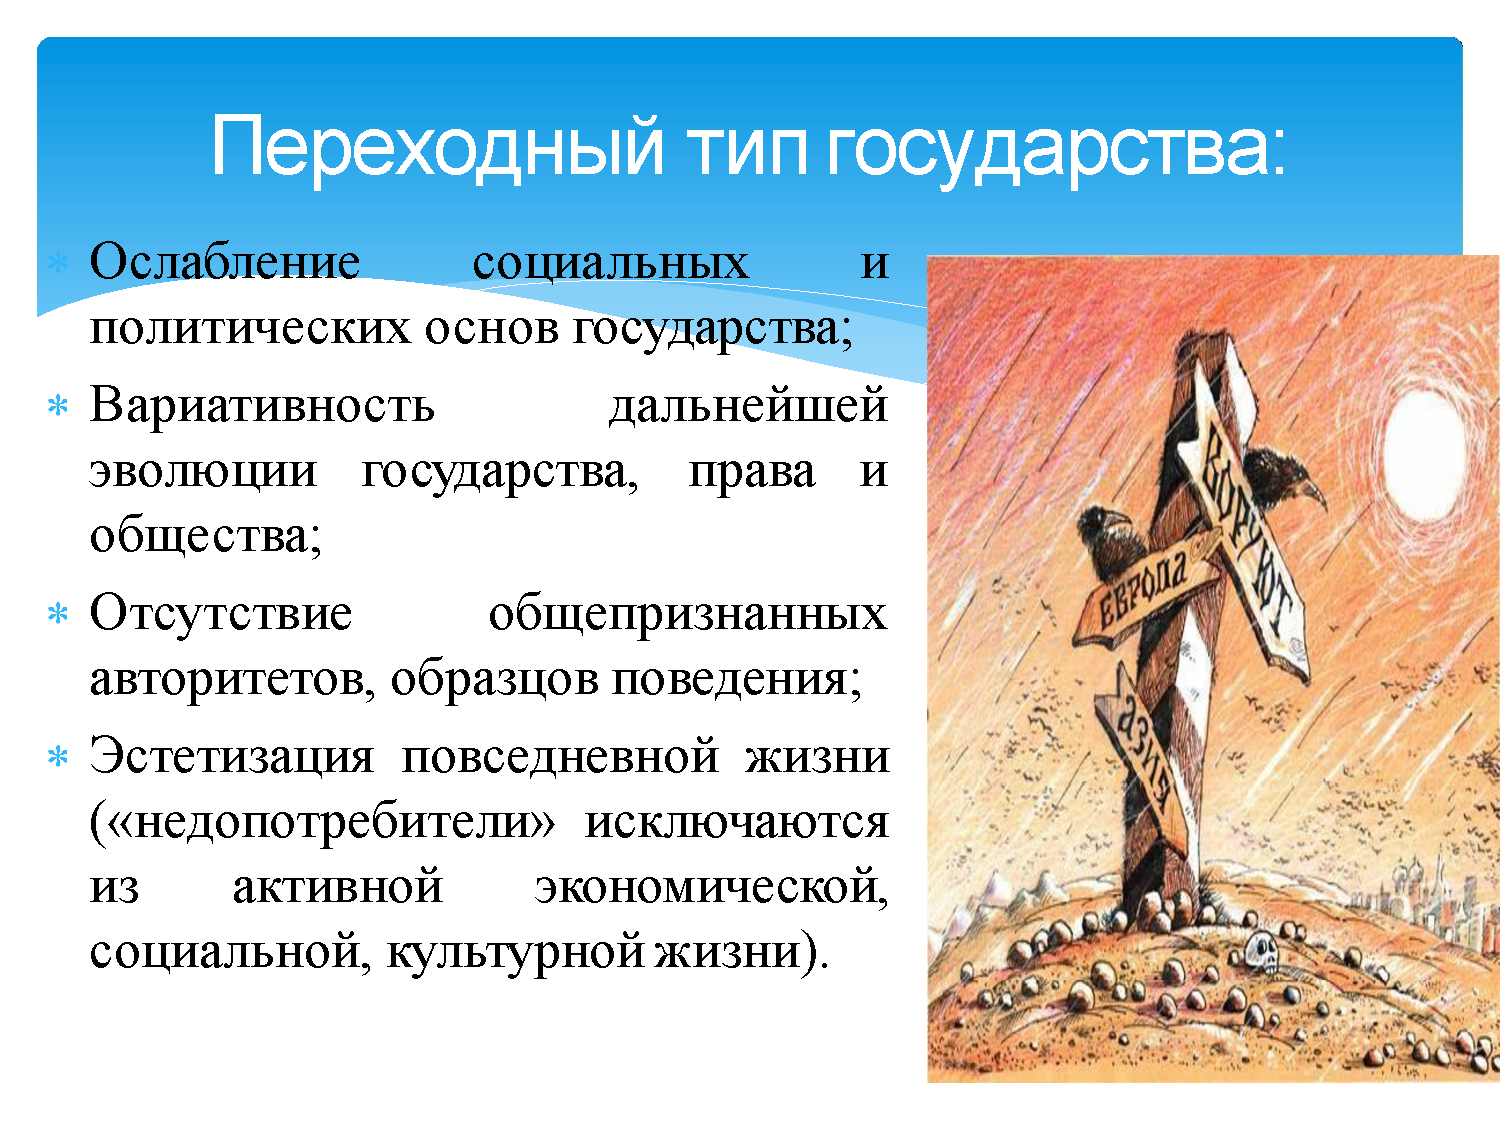 Переходный тип государства:
Ослабление социальных и
политических основ государства;
Вариативность дальнейшей
эволюции государства, права и
общества;
Отсутствие общепризнанных
авторитетов, образцов поведения;
Эстетизация повседневной жизни
(«недопотребители» исключаются
из активной экономической,
социальной, культурной жизни).
ВОРУЮТ
ЕВРОПА
АЗИЯ